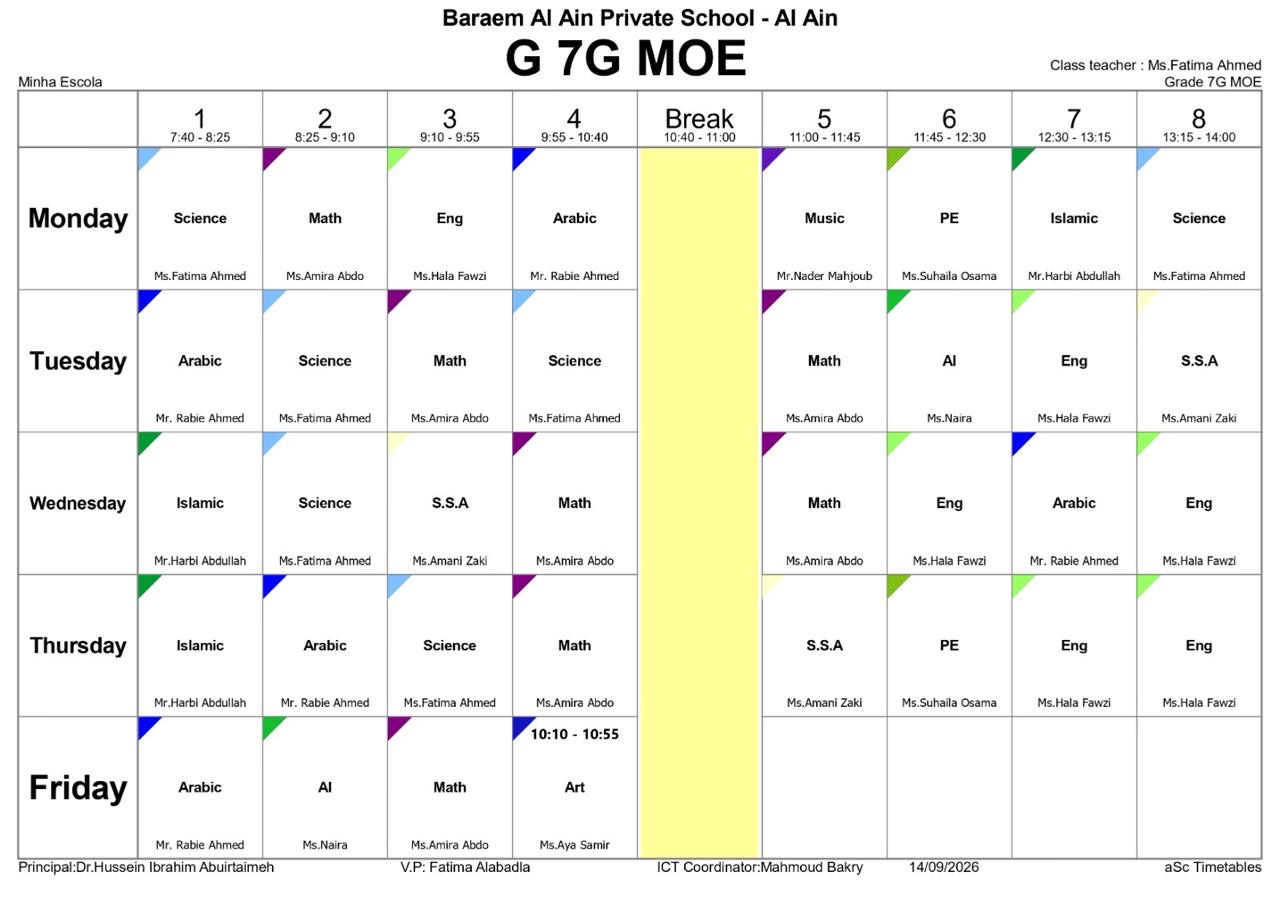 Baraem Al Ain Private School - Al Ain
G 7G MOE
Class teacher : Ms.Fatima Ahmed
Minha Escola
Grade 7G MOE
1 2 3 4 Break 5 6 7 8
7:40 - 8:25 8:25 - 9:10 9:10 - 9:55 9:55 - 10:40 10:40 - 11:00 11:00 - 11:45 11:45 - 12:30 12:30 - 13:15 13:15 - 14:00
Monday Science Math Eng Arabic Music PE Islamic Science
Ms.Fatima Ahmed Ms.Amira Abdo Ms.Hala Fawzi Mr. Rabie Ahmed Mr.Nader Mahjoub Ms.Suhaila Osama Mr.Harbi Abdullah Ms.Fatima Ahmed
Tuesday Arabic Science Math Science Math AI Eng S.S.A
Mr. Rabie Ahmed Ms.Fatima Ahmed Ms.Amira Abdo Ms.Fatima Ahmed Ms.Amira Abdo Ms.Naira Ms.Hala Fawzi Ms.Amani Zaki
Wednesday Islamic Science S.S.A Math Math Eng Arabic Eng
Mr.Harbi Abdullah Ms.Fatima Ahmed Ms.Amani Zaki Ms.Amira Abdo Ms.Amira Abdo Ms.Hala Fawzi Mr. Rabie Ahmed Ms.Hala Fawzi
Thursday Islamic Arabic Science Math S.S.A PE Eng Eng
Mr.Harbi Abdullah Mr. Rabie Ahmed Ms.Fatima Ahmed Ms.Amira Abdo Ms.Amani Zaki Ms.Suhaila Osama Ms.Hala Fawzi Ms.Hala Fawzi
10:10 - 10:55
Friday Arabic AI Math Art
Mr. Rabie Ahmed Ms.Naira Ms.Amira Abdo Ms.Aya Samir
Principal:Dr.Hussein Ibrahim Abuirtaimeh V.P: Fatima Alabadla ICT Coordinator:Mahmoud Bakry 14/09/2026 aSc Timetables